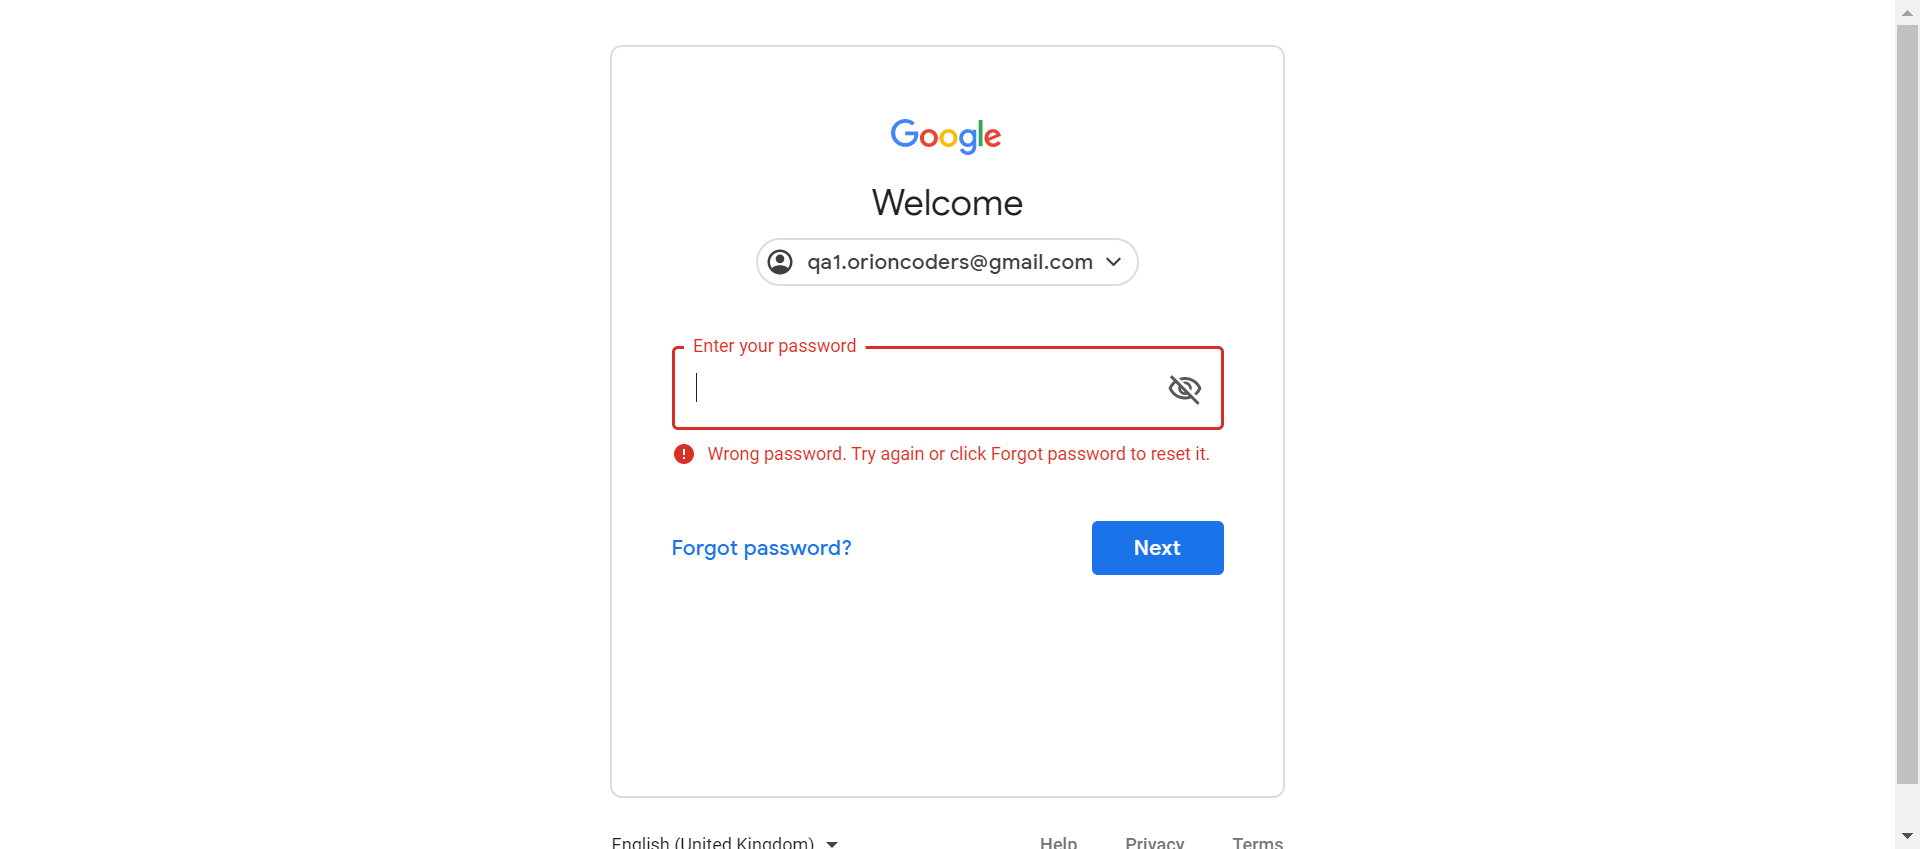 Google
Welcome
qa1.orioncoders@gmail.com
Enter your password
Wrong password. Try again or click Forgot password to reset it.
Forgot password?
Next
English (United Kingdom)
Help
Privacy
Terms